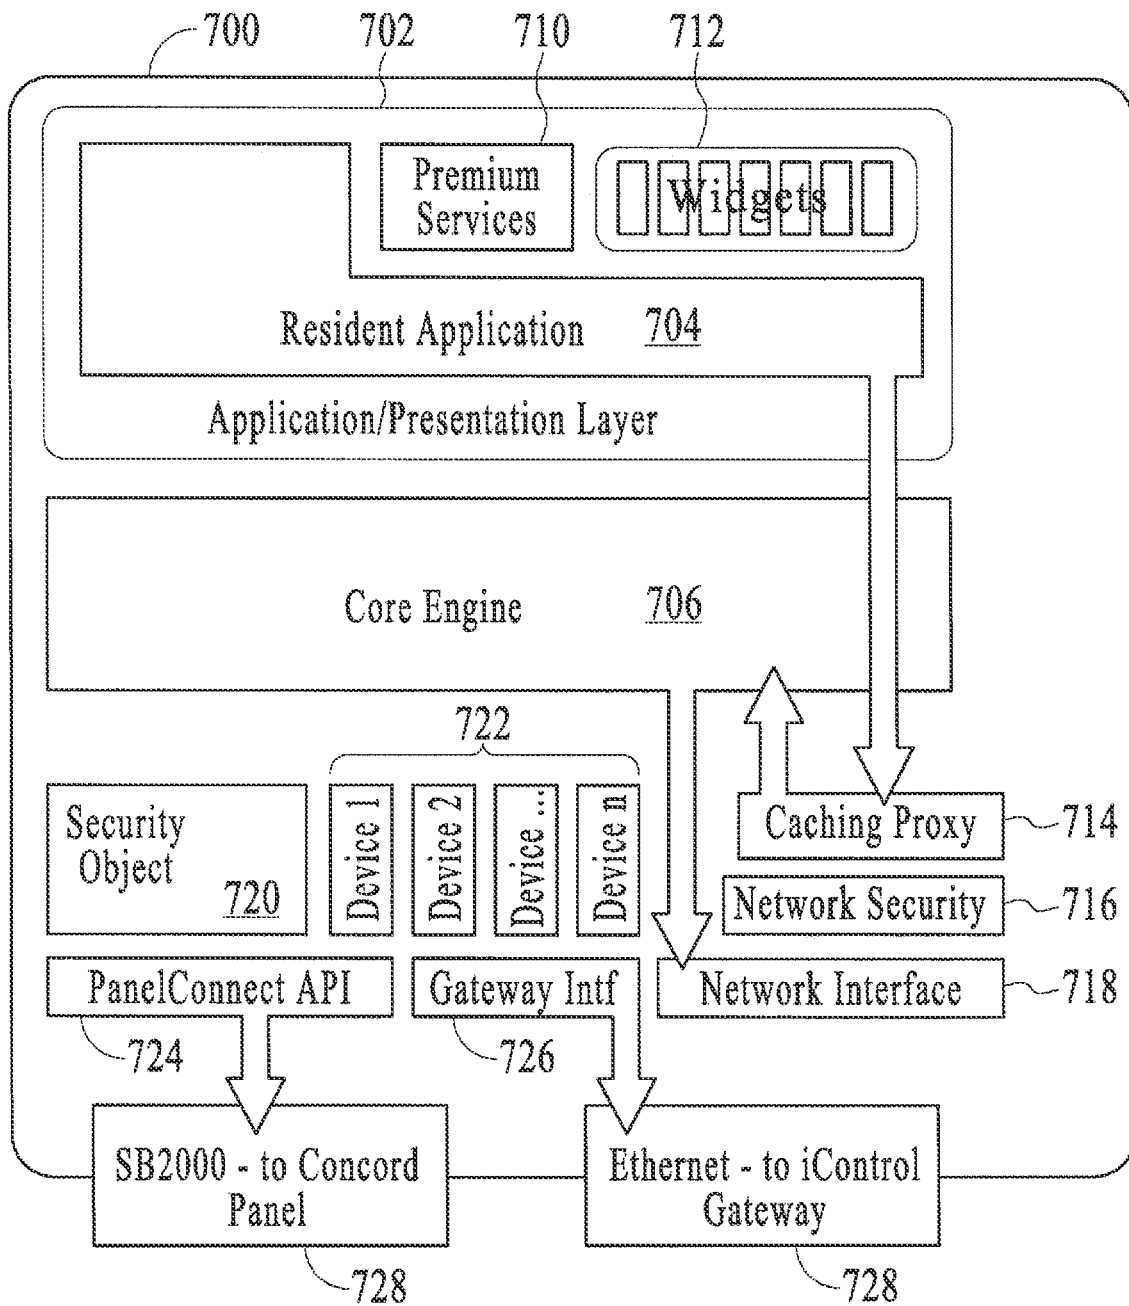 700
702
710
712
Premium
Services
Widgets
Resident Application 704
Application/Presentation Layer
Core Engine 706
722
Security
Object
720
Device 1
Device 2
Device ...
Device n
Caching Proxy
714
Network Security
716
PanelConnect API
Gateway Intf
Network Interface
718
724
726
SB2000 - to Concord
Panel
Ethernet - to iControl
Gateway
728
728